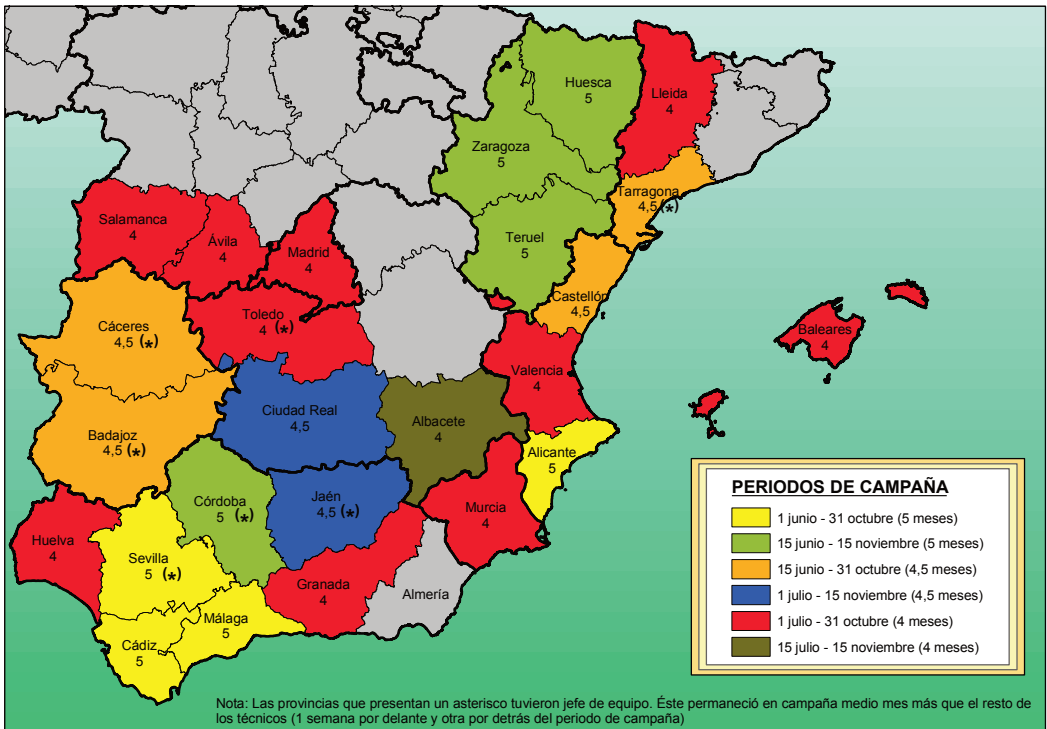 Huesca
5
Lleida
4
Zaragoza
5
Tarragona
4,5 (*)
Salamanca
4
Ávila
4
Madrid
4
Teruel
5
Castellón
4,5
Cáceres
4,5 (*)
Toledo
4 (*)
Baleares
4
Valencia
4
Ciudad Real
4,5
Albacete
4
Badajoz
4,5 (*)
Alicante
5
Córdoba
5 (*)
Jaén
4,5 (*)
Murcia
4
Huelva
4
Sevilla
5 (*)
Granada
4
Almería
Málaga
5
Cádiz
5
PERIODOS DE CAMPAÑA
1 junio - 31 octubre (5 meses)
15 junio - 15 noviembre (5 meses)
15 junio - 31 octubre (4,5 meses)
1 julio - 15 noviembre (4,5 meses)
1 julio - 31 octubre (4 meses)
15 julio - 15 noviembre (4 meses)
Nota: Las provincias que presentan un asterisco tuvieron jefe de equipo. Éste permaneció en campaña medio mes más que el resto de
los técnicos (1 semana por delante y otra por detrás del periodo de campaña)